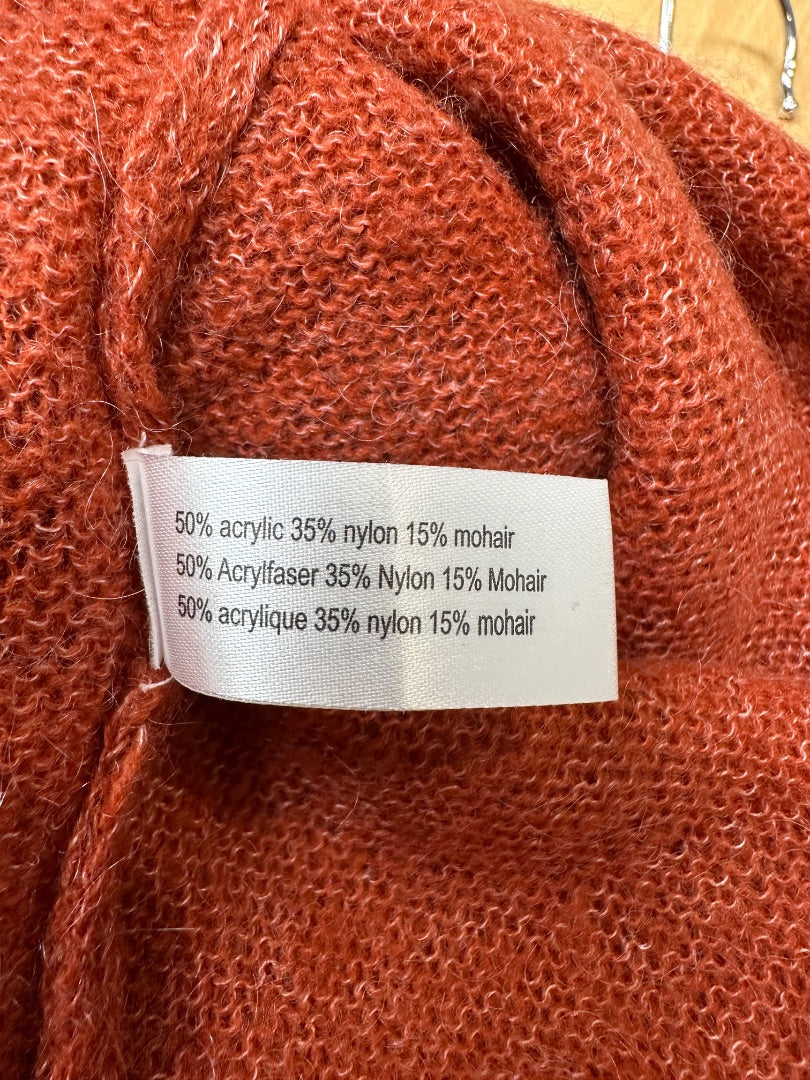 50% acrylic 35% nylon 15% mohair
50% Acrylfaser 35% Nylon 15% Mohair
50% acrylique 35% nylon 15% mohair